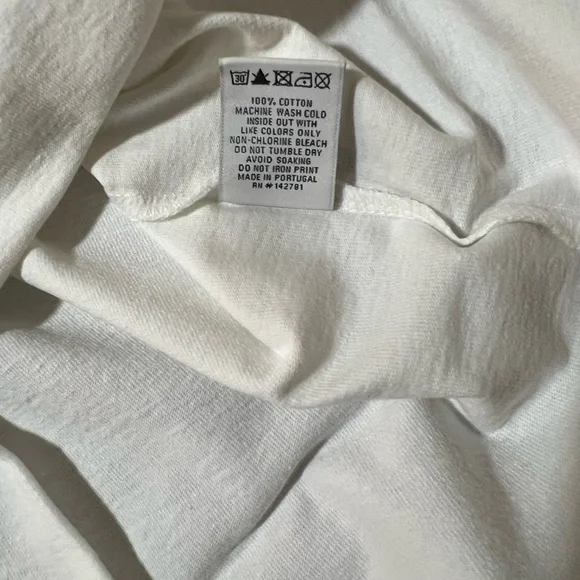 30
100% COTTON
MACHINE WASH COLD
INSIDE OUT WITH
LIKE COLORS ONLY
NON-CHLORINE BLEACH
DO NOT TUMBLE DRY
AVOID SOAKING
DO NOT IRON PRINT
MADE IN PORTUGAL
RN #142781